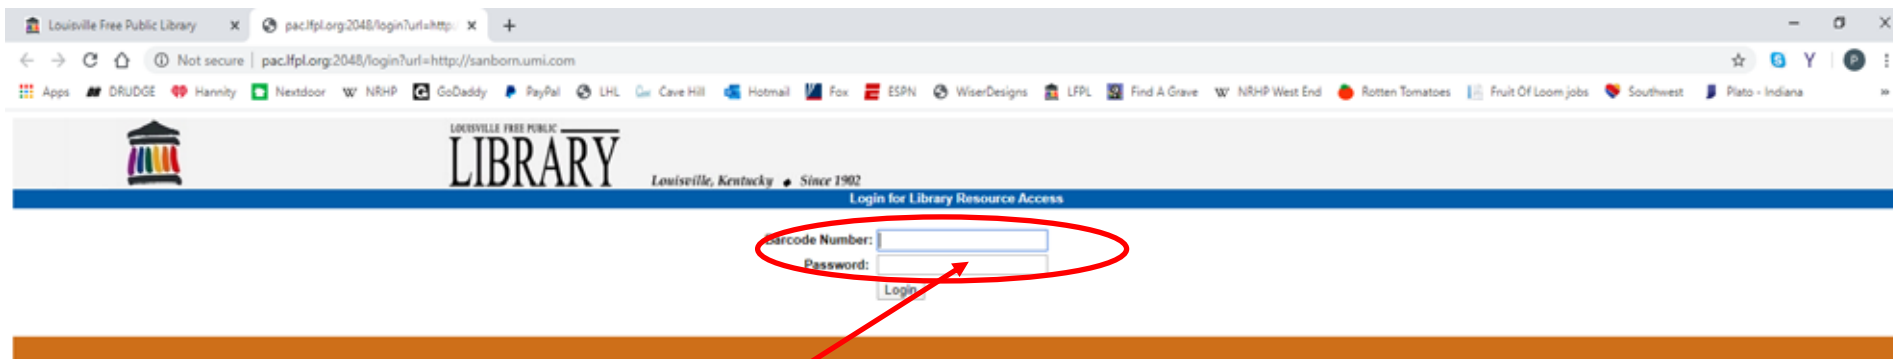 Louisville Free Public Library
pac.lfpl.org:2048/login?url=http:
Not secure | pac.lfpl.org:2048/login?url=http://sanborn.umi.com
Apps DRUDGE Hannity Nextdoor NRHP GoDaddy PayPal LHL Cave Hill Hotmail Fox ESPN WiserDesigns LFPL Find A Grave NRHP West End Rotten Tomatoes Fruit Of Loom jobs Southwest Plato - Indiana
LOUISVILLE FREE PUBLIC
LIBRARY
Louisville, Kentucky ◆ Since 1902
Login for Library Resource Access
Barcode Number:
Password:
Login